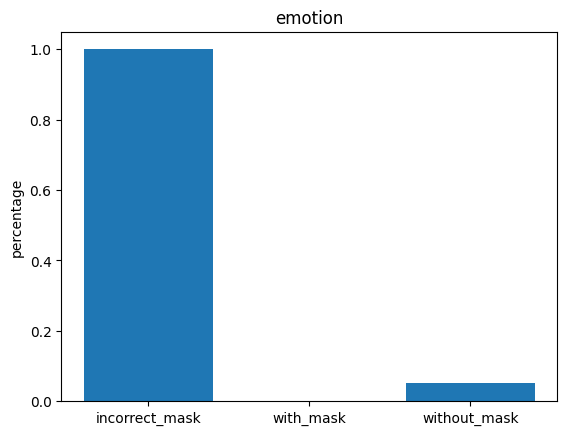 emotion
percentage
1.0
0.8
0.6
0.4
0.2
0.0
incorrect_mask
with_mask
without_mask